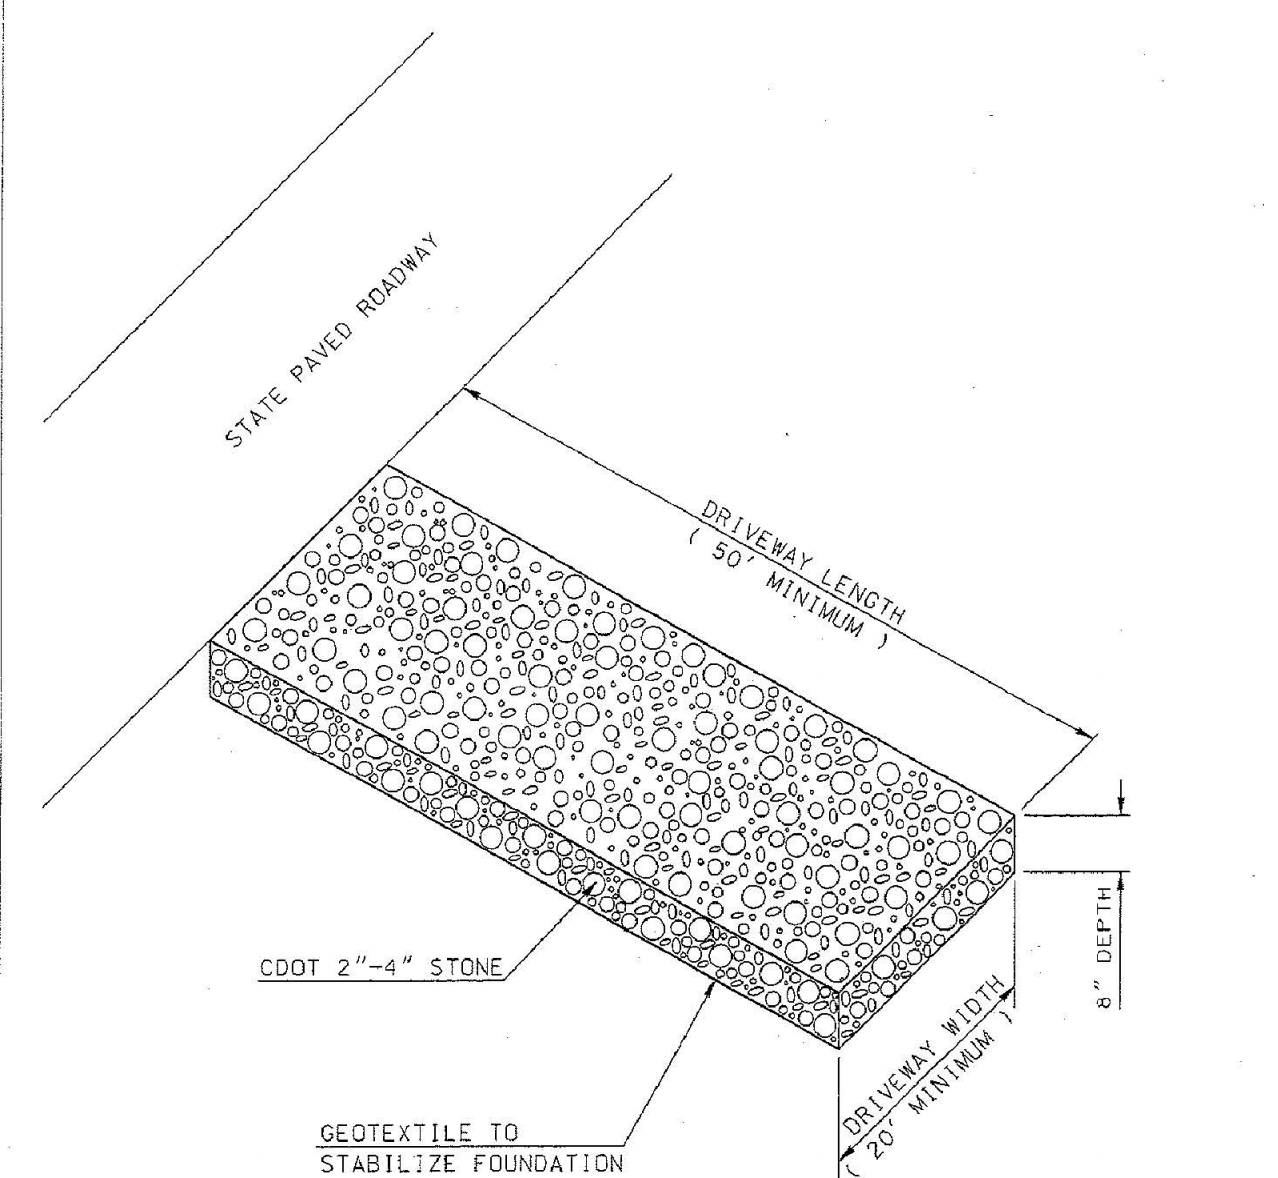 STATE PAVED ROADWAY
DRIVEWAY LENGTH
( 50' MINIMUM )
8" DEPTH
CDOT 2"-4" STONE
DRIVEWAY WIDTH
( 20' MINIMUM )
GEOTEXTILE TO
STABILIZE FOUNDATION